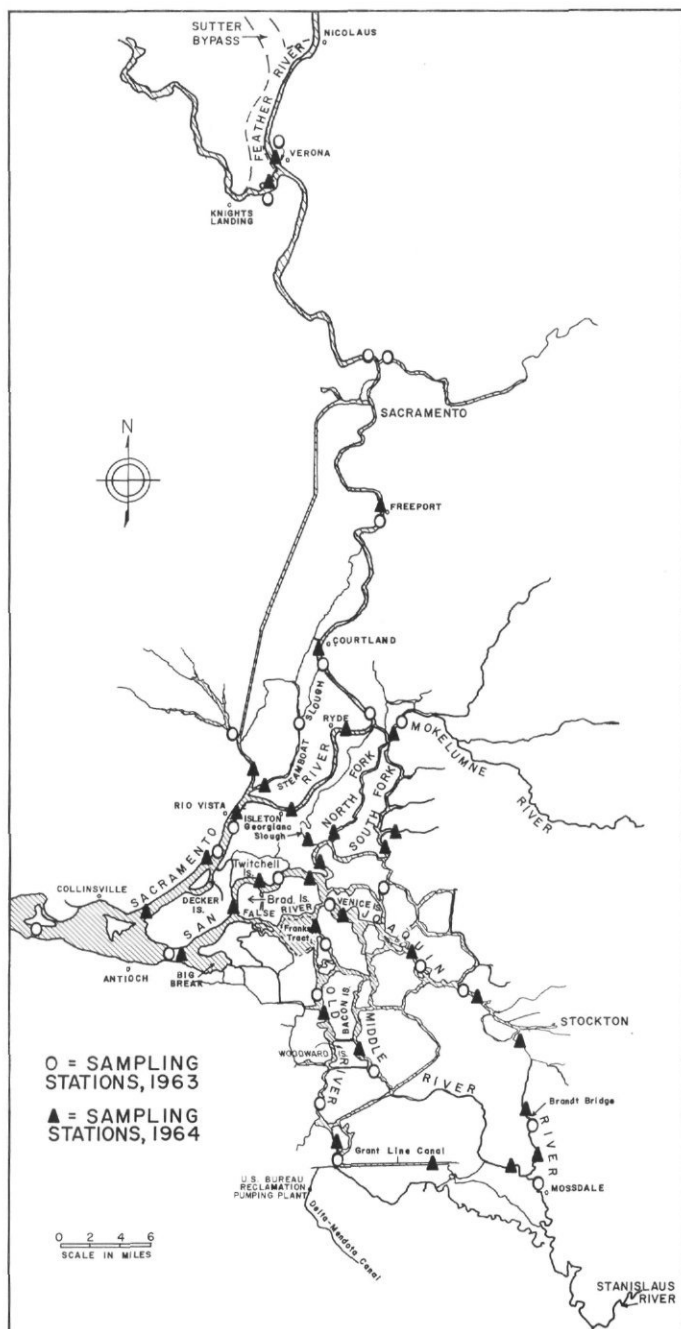 SUTTER
BYPASS
NICOLAUS
FEATHER RIVER
VERONA
KNIGHTS
LANDING
SACRAMENTO
N
FREEPORT
COURTLAND
STEAMBOAT SLOUGH
RYDE
MOKELUMNE
RIVER
RIVER
NORTH FORK
SOUTH FORK
RIO VISTA
ISLETON
Georgiana
Slough
SACRAMENTO
Twitchell
Is.
COLLINSVILLE
DECKER
IS.
Brad. Is.
FALSE RIVER
VENICE
SAN JOAQUIN
Franks
Tract
ANTIOCH
BIG
BREAK
OLD
RIVER
BACON IS.
MIDDLE
RIVER
STOCKTON
WOODWARD IS.
O = SAMPLING
STATIONS, 1963
▲ = SAMPLING
STATIONS, 1964
Brandt Bridge
RIVER
Grant Line Canal
U.S. BUREAU
RECLAMATION
PUMPING PLANT
MOSSDALE
Delta-Mendota Canal
0 2 4 6
SCALE IN MILES
STANISLAUS
RIVER